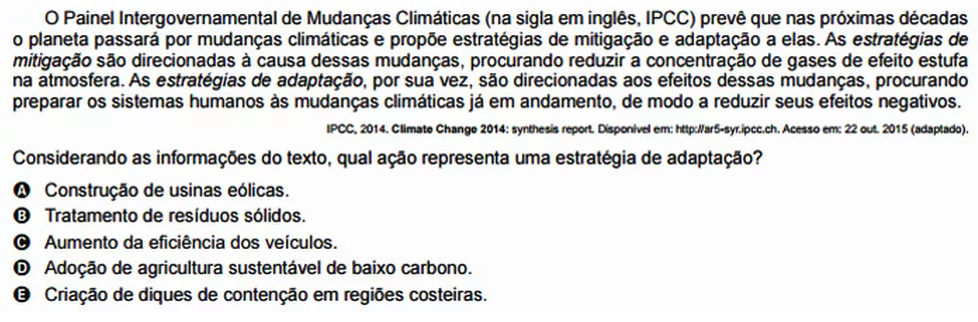 O Painel Intergovernamental de Mudanças Climáticas (na sigla em inglês, IPCC) prevê que nas próximas décadas
o planeta passará por mudanças climáticas e propõe estratégias de mitigação e adaptação a elas. As estratégias de
mitigação são direcionadas à causa dessas mudanças, procurando reduzir a concentração de gases de efeito estufa
na atmosfera. As estratégias de adaptação, por sua vez, são direcionadas aos efeitos dessas mudanças, procurando
preparar os sistemas humanos às mudanças climáticas já em andamento, de modo a reduzir seus efeitos negativos.
IPCC, 2014. Climate Change 2014: synthesis report. Disponível em: http://ar5-syr.ipcc.ch. Acesso em: 22 out. 2015 (adaptado).
Considerando as informações do texto, qual ação representa uma estratégia de adaptação?
A Construção de usinas eólicas.
B Tratamento de resíduos sólidos.
C Aumento da eficiência dos veículos.
D Adoção de agricultura sustentável de baixo carbono.
E Criação de diques de contenção em regiões costeiras.